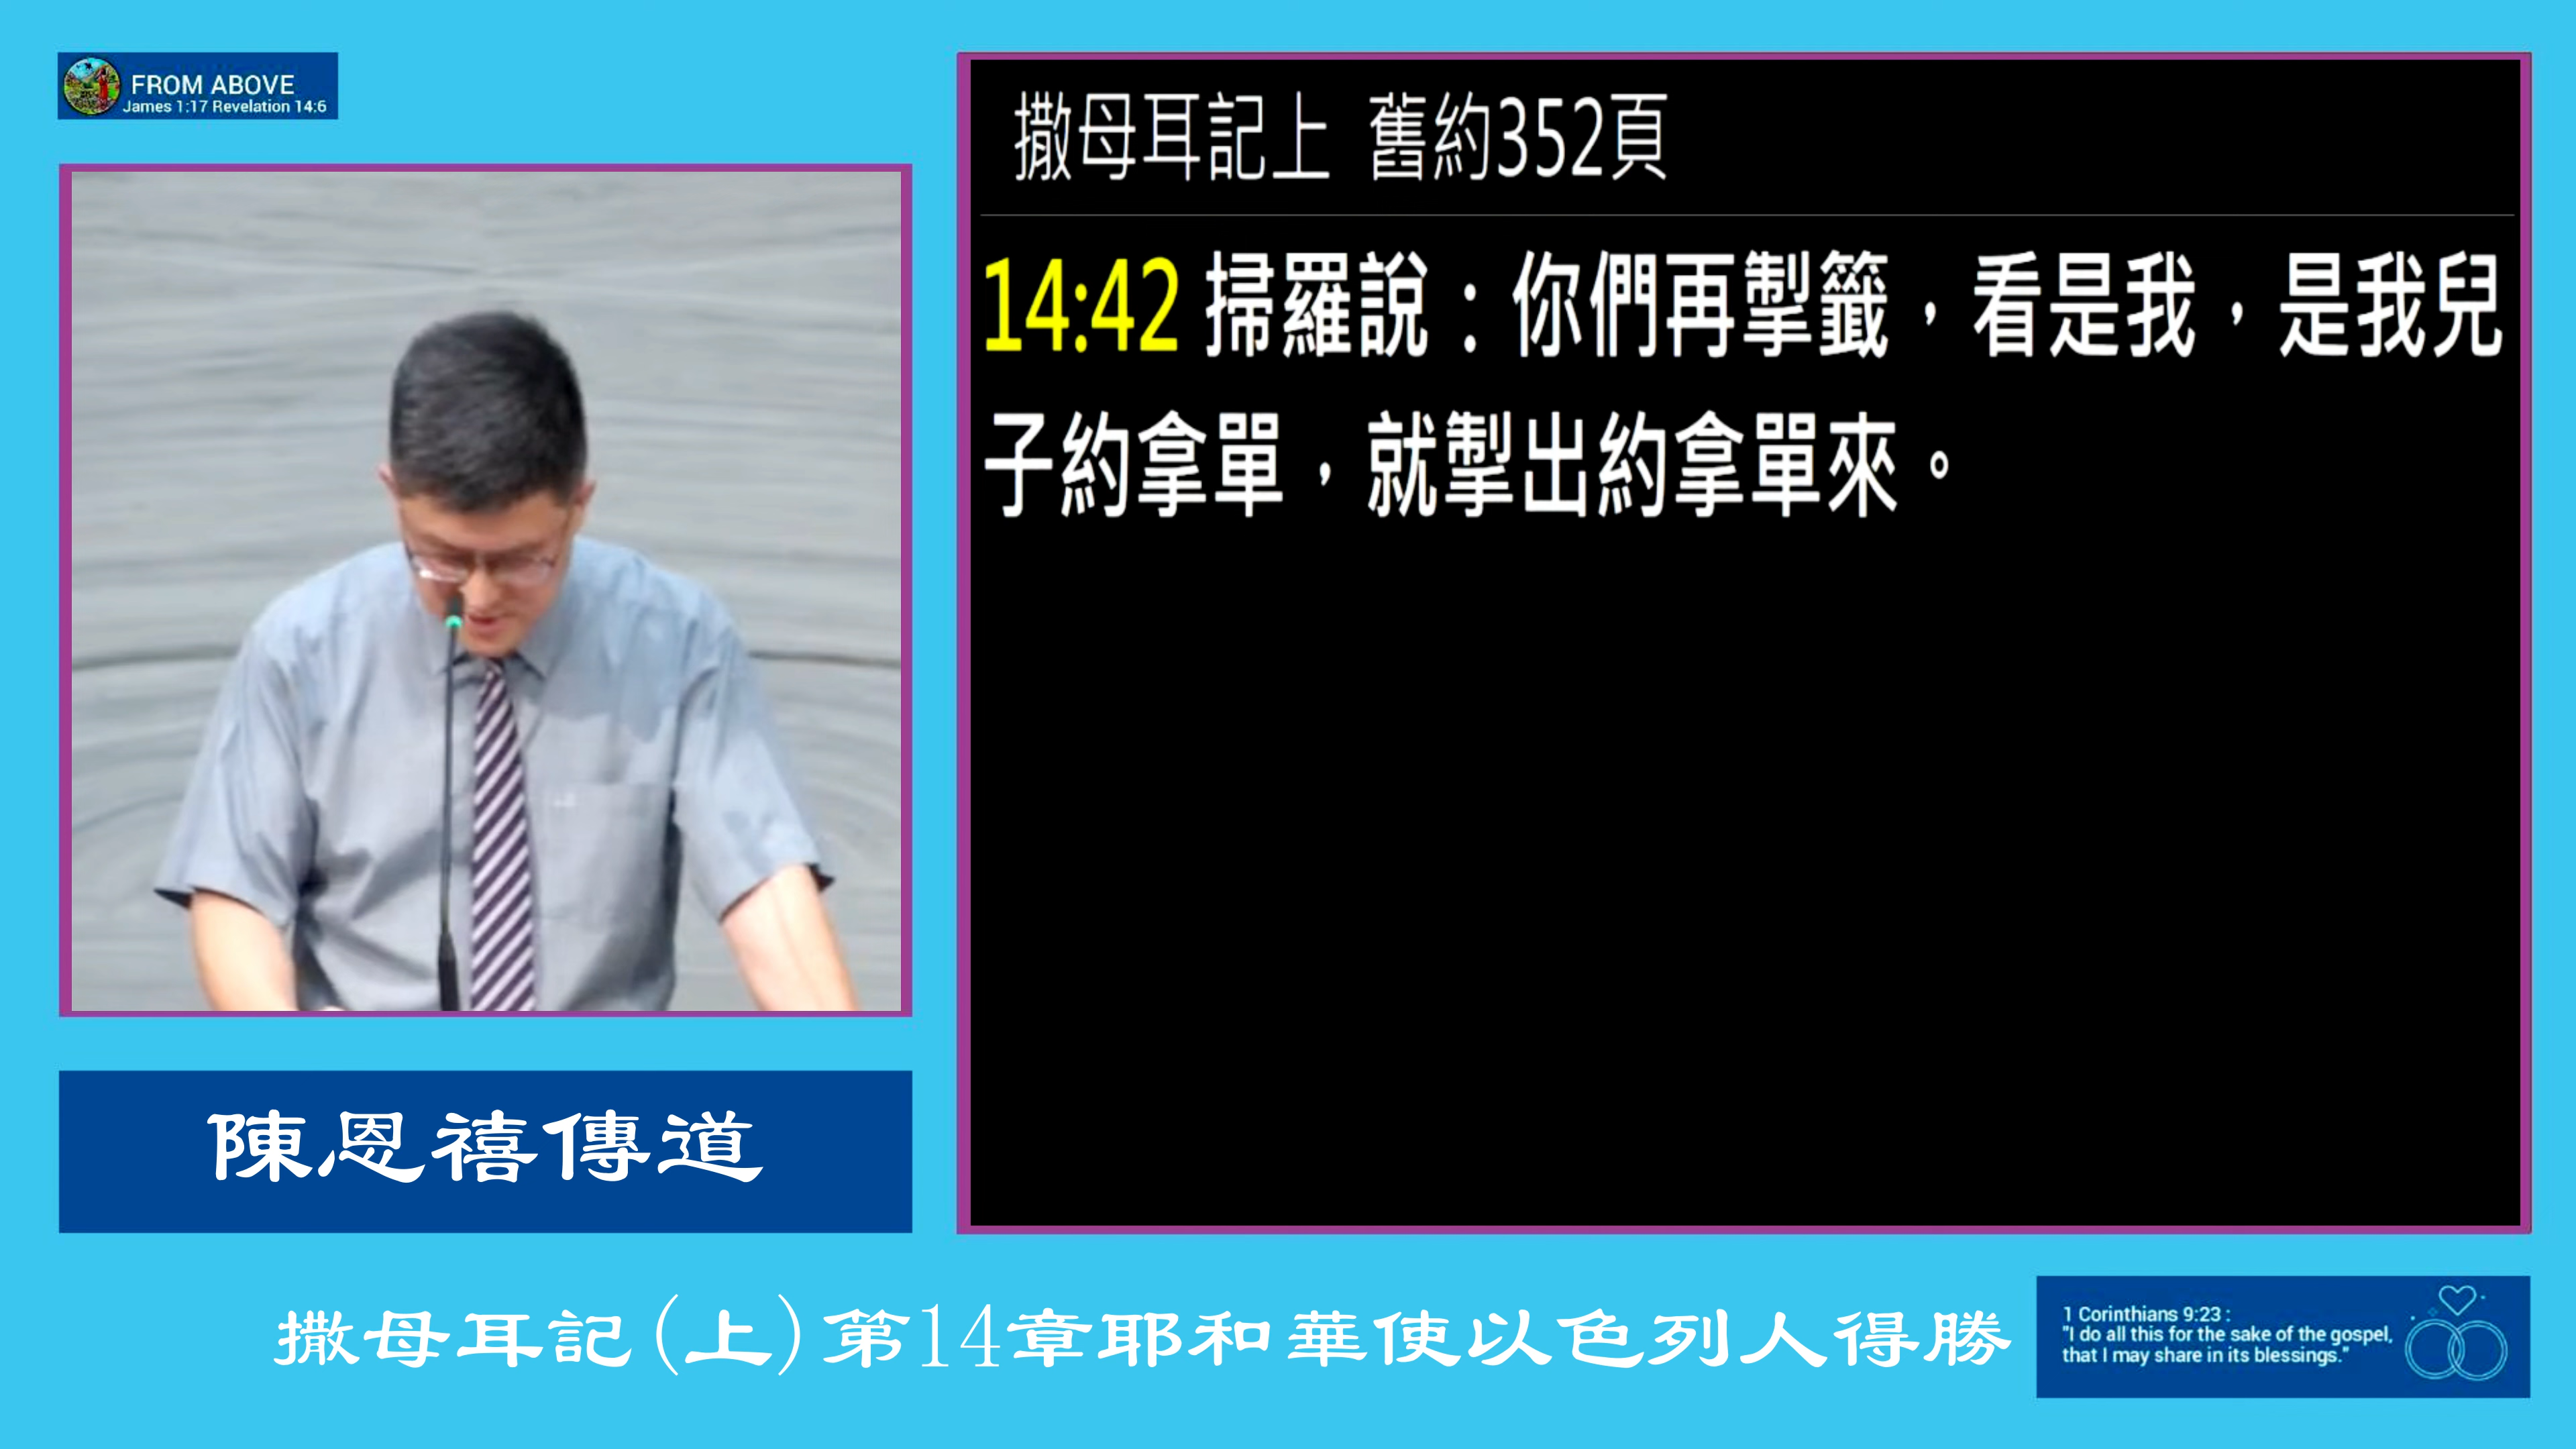 FROM ABOVE
James 1:17 Revelation 14:6
撒母耳記上 舊約352頁
14:42 掃羅說：你們再掣籤，看是我，是我兒
子約拿單，就掣出約拿單來。
陳恩禧傳道
撒母耳記(上)第14章耶和華使以色列人得勝
1 Corinthians 9:23 :
"I do all this for the sake of the gospel,
that I may share in its blessings."